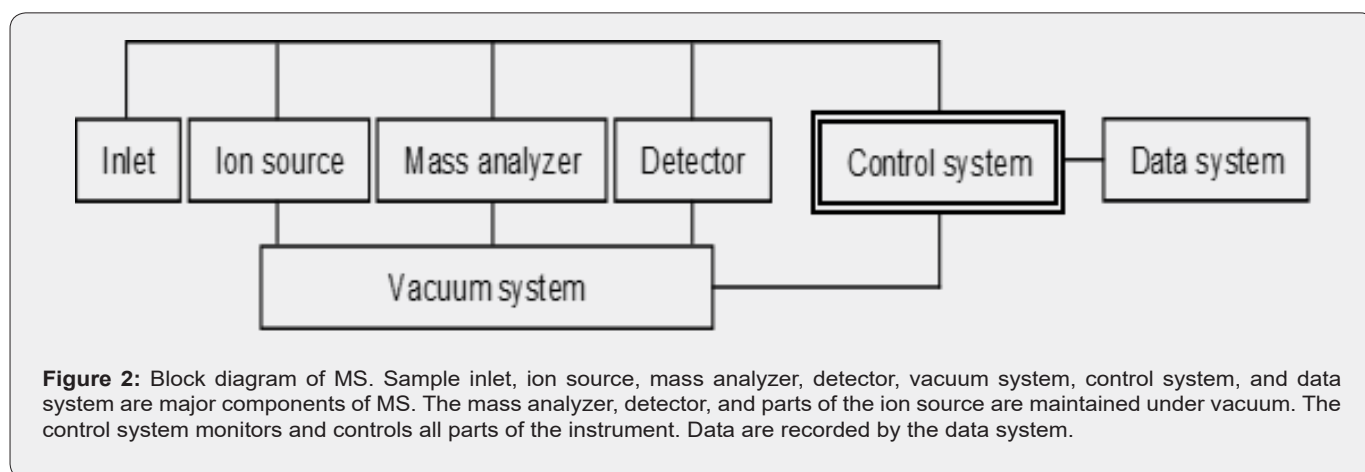 Inlet
Ion source
Mass analyzer
Detector
Control system
Data system
Vacuum system
Figure 2: Block diagram of MS. Sample inlet, ion source, mass analyzer, detector, vacuum system, control system, and data
system are major components of MS. The mass analyzer, detector, and parts of the ion source are maintained under vacuum. The
control system monitors and controls all parts of the instrument. Data are recorded by the data system.